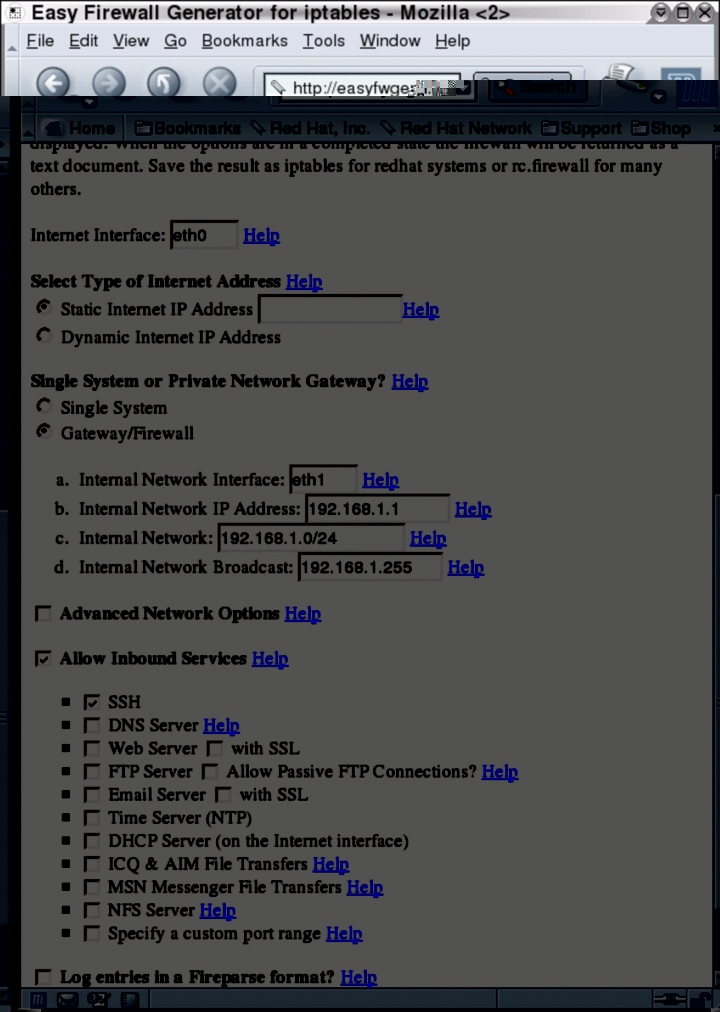 Easy Firewall Generator for iptables - Mozilla <2>
File Edit View Go Bookmarks Tools Window Help
http://easyfwge
Search
Home Bookmarks Red Hat, Inc. Red Hat Network Support Shop
displayed. When the options are in a completed state the firewall will be returned as a
text document. Save the result as iptables for redhat systems or rc.firewall for many
others.
Internet Interface: eth0 Help
Select Type of Internet Address Help
Static Internet IP Address Help
Dynamic Internet IP Address
Single System or Private Network Gateway? Help
Single System
Gateway/Firewall
a. Internal Network Interface: eth1 Help
b. Internal Network IP Address: 192.168.1.1 Help
c. Internal Network: 192.168.1.0/24 Help
d. Internal Network Broadcast: 192.168.1.255 Help
Advanced Network Options Help
Allow Inbound Services Help
SSH
DNS Server Help
Web Server with SSL
FTP Server Allow Passive FTP Connections? Help
Email Server with SSL
Time Server (NTP)
DHCP Server (on the Internet interface)
ICQ & AIM File Transfers Help
MSN Messenger File Transfers Help
NFS Server Help
Specify a custom port range Help
Log entries in a Fireparse format? Help